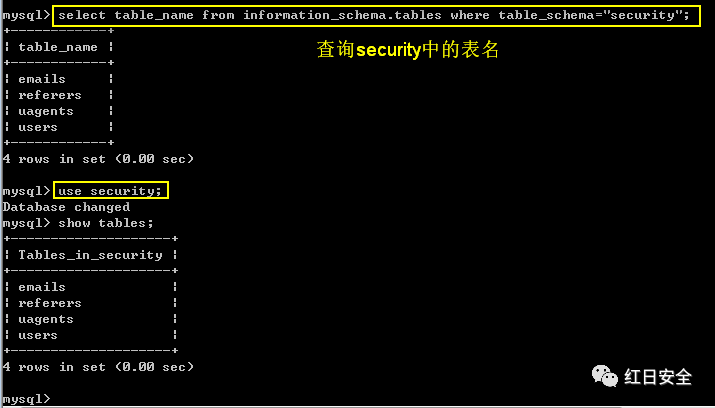 mysql> select table_name from information_schema.tables where table_schema="security";
+------------+
| table_name |
+------------+
| emails     |
| referers   |
| uagents    |
| users      |
+------------+
4 rows in set (0.00 sec)
查询security中的表名
mysql> use security;
Database changed
mysql> show tables;
+--------------------+
| Tables_in_security |
+--------------------+
| emails             |
| referers           |
| uagents            |
| users              |
+--------------------+
4 rows in set (0.00 sec)
mysql>
红日安全